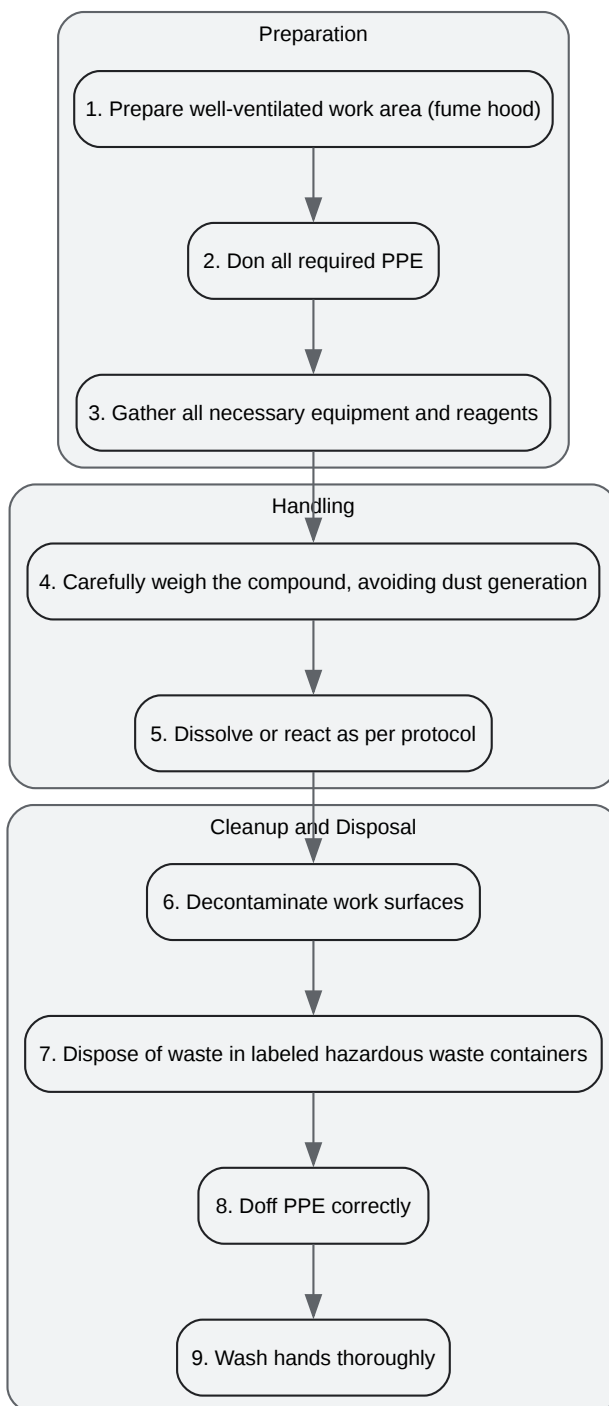 Preparation
1. Prepare well-ventilated work area (fume hood)
2. Don all required PPE
3. Gather all necessary equipment and reagents
Handling
4. Carefully weigh the compound, avoiding dust generation
5. Dissolve or react as per protocol
Cleanup and Disposal
6. Decontaminate work surfaces
7. Dispose of waste in labeled hazardous waste containers
8. Doff PPE correctly
9. Wash hands thoroughly